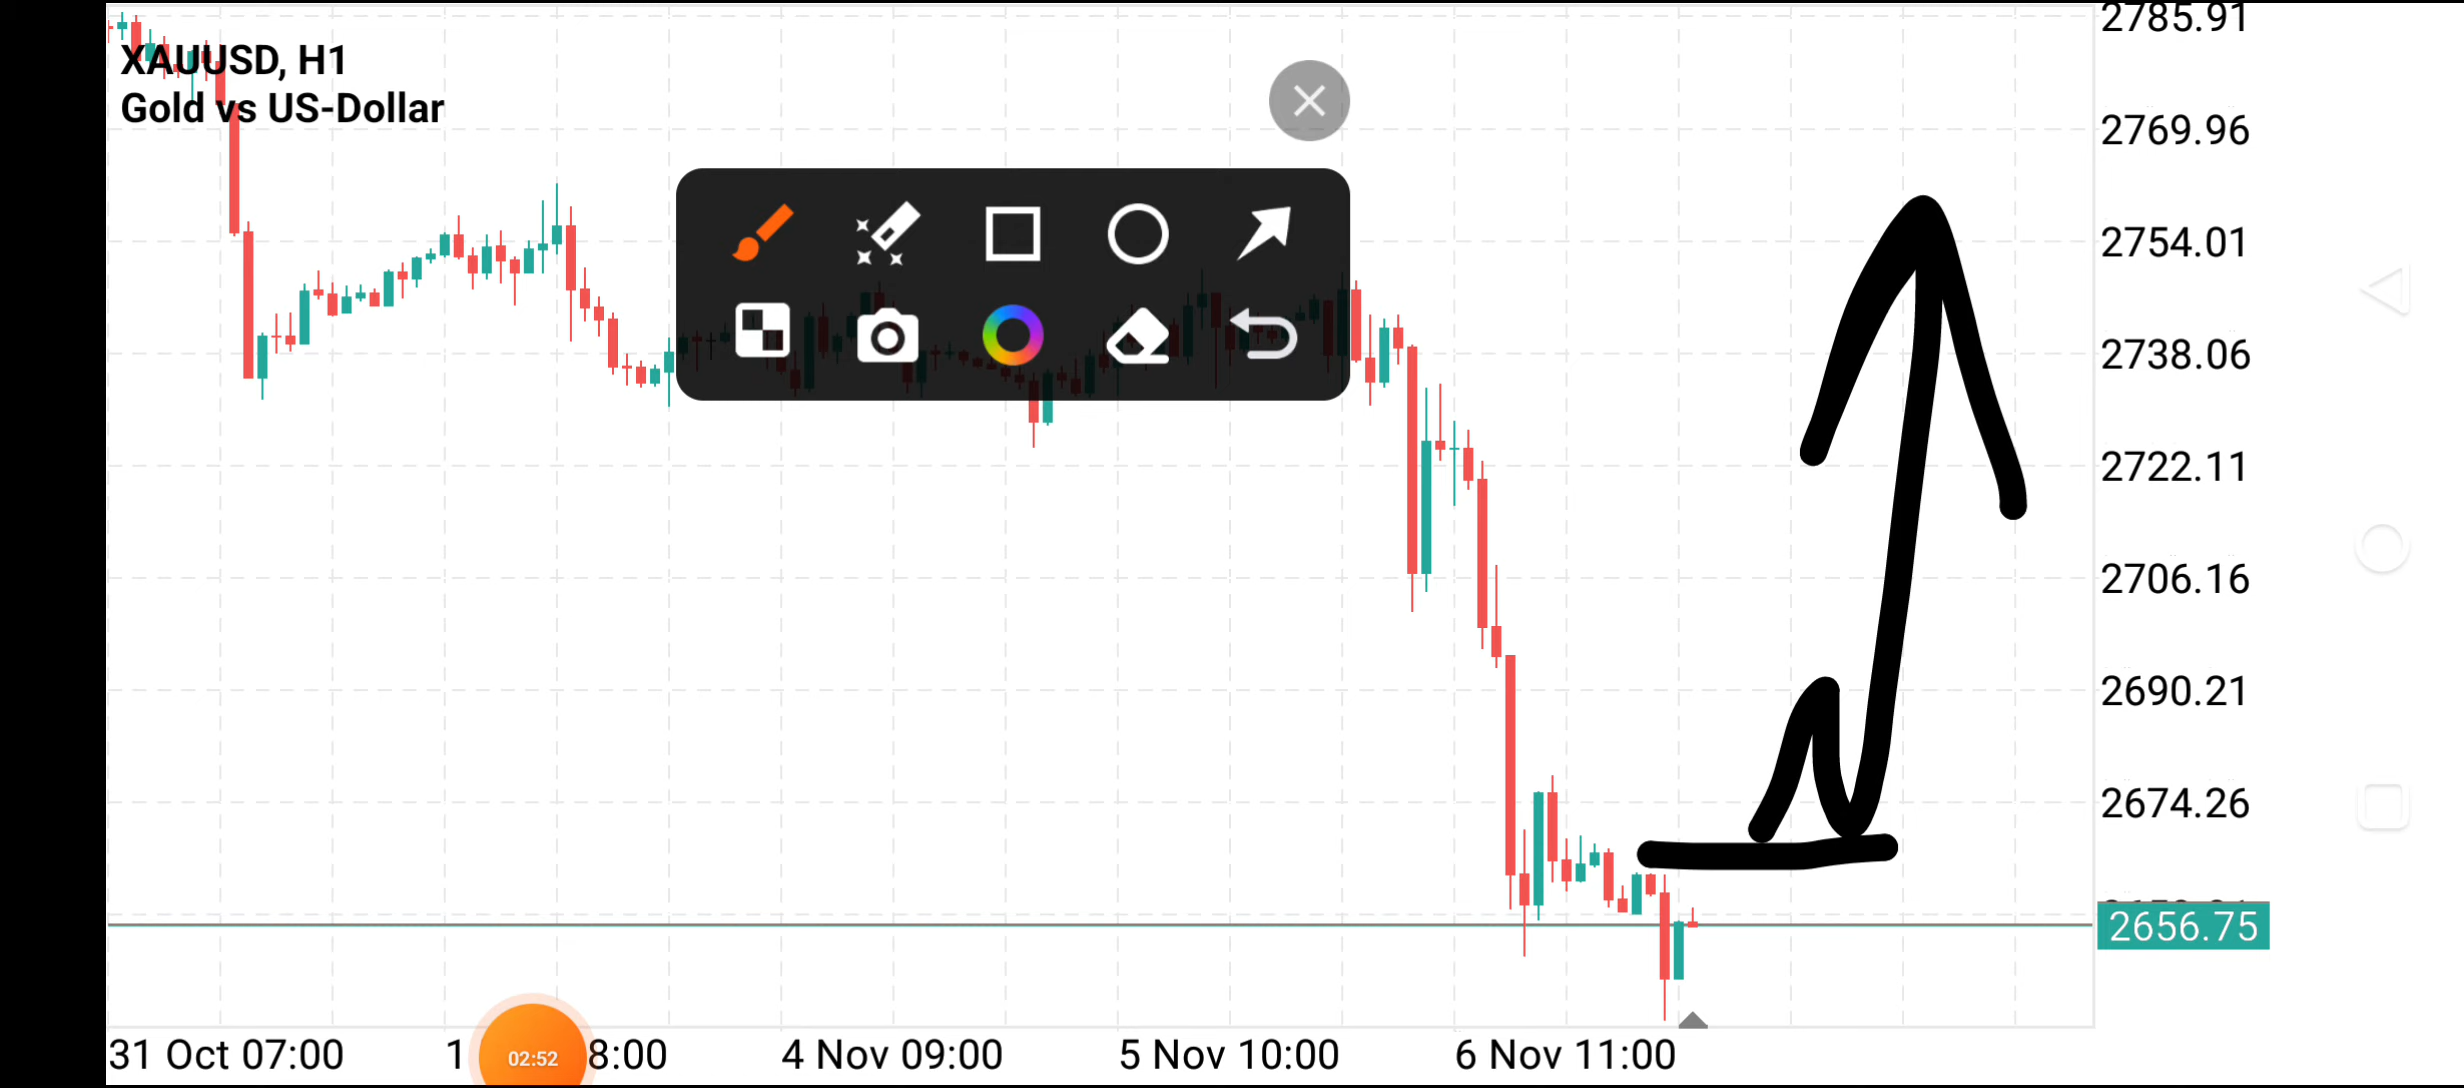 XAUUSD, H1
Gold vs US-Dollar
2785.91
2769.96
2754.01
2738.06
2722.11
2706.16
2690.21
2674.26
2656.75
31 Oct 07:00
1
8:00
4 Nov 09:00
5 Nov 10:00
6 Nov 11:00
02:52